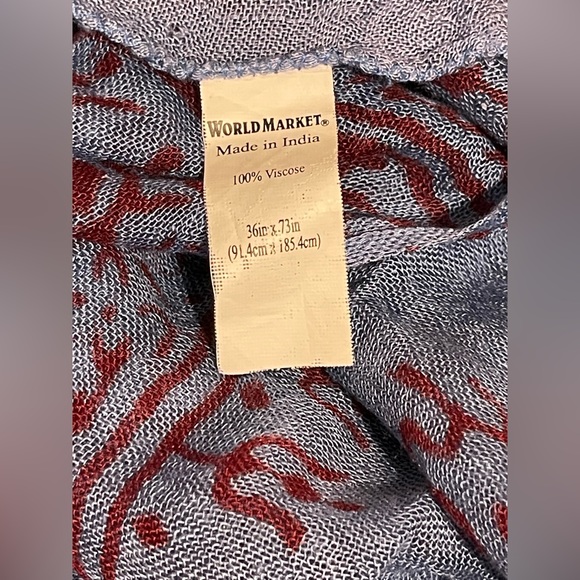 WORLD MARKET®
Made in India
100% Viscose
36in x 73in
(91.4cm x 185.4cm)